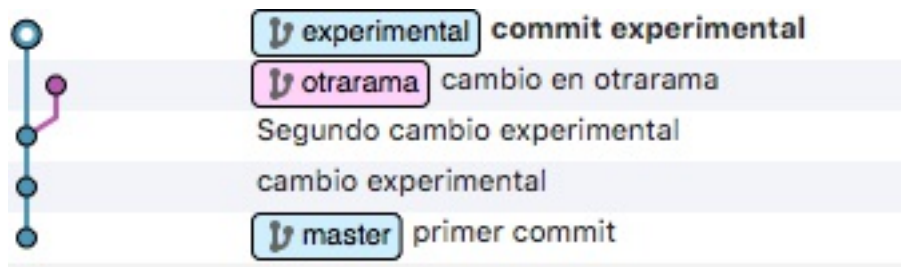 experimental commit experimental
otrarama cambio en otrarama
Segundo cambio experimental
cambio experimental
master primer commit